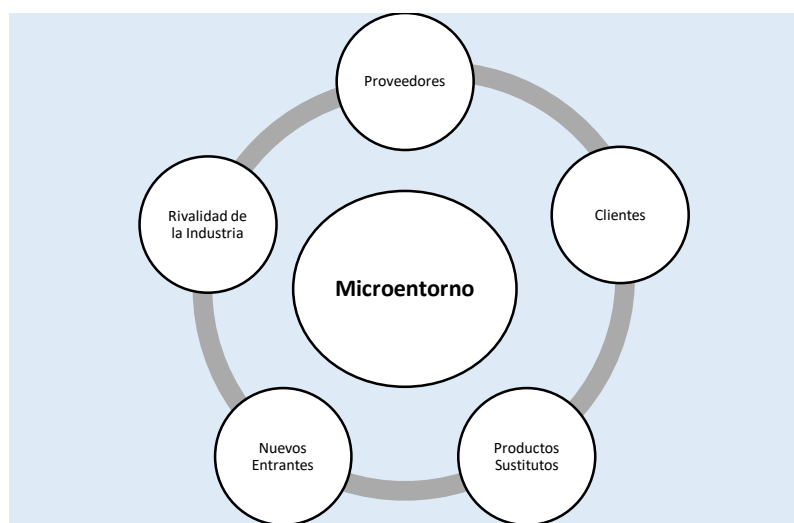 Proveedores
Clientes
Rivalidad de
la Industria
Microentorno
Nuevos
Entrantes
Productos
Sustitutos